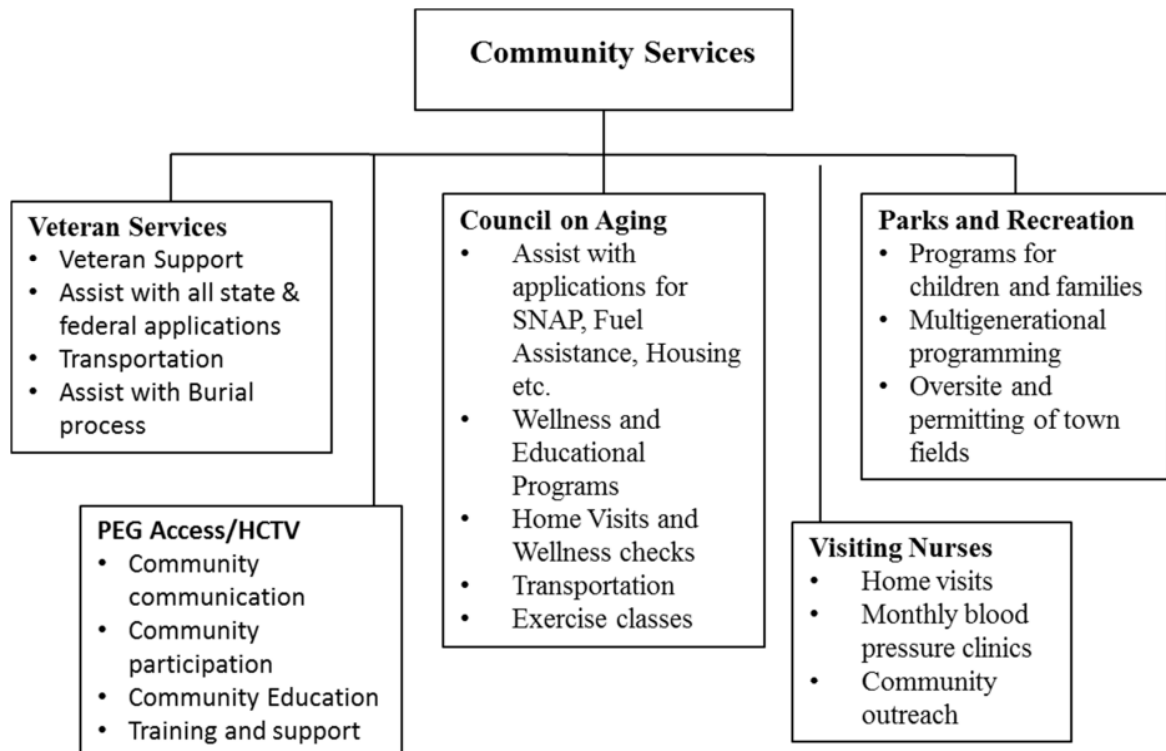 Community Services
Veteran Services
• Veteran Support
• Assist with all state &
federal applications
• Transportation
• Assist with Burial
process
PEG Access/HCTV
• Community
communication
• Community
participation
• Community Education
• Training and support
Council on Aging
• Assist with
applications for
SNAP, Fuel
Assistance, Housing
etc.
• Wellness and
Educational
Programs
• Home Visits and
Wellness checks
• Transportation
• Exercise classes
Parks and Recreation
• Programs for
children and families
• Multigenerational
programming
• Oversite and
permitting of town
fields
Visiting Nurses
• Home visits
• Monthly blood
pressure clinics
• Community
outreach